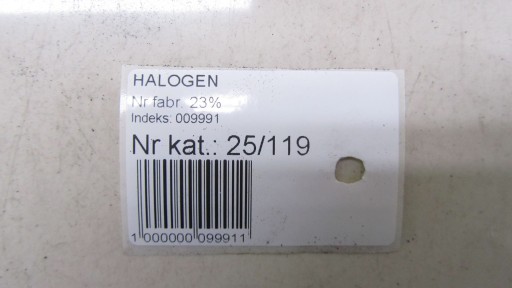 HALOGEN
Nr fabr. 23%
Indeks: 009991
Nr kat.: 25/119
1 000000 099911